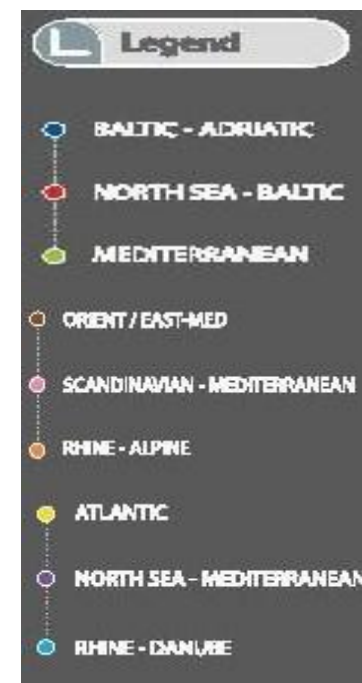 Legend
BALTIC - ADRIATIC
NORTH SEA - BALTIC
MEDITERRANEAN
ORIENT / EAST-MED
SCANDINAVIAN - MEDITERRANEAN
RHINE - ALPINE
ATLANTIC
NORTH SEA - MEDITERRANEAN
RHINE - DANUBE